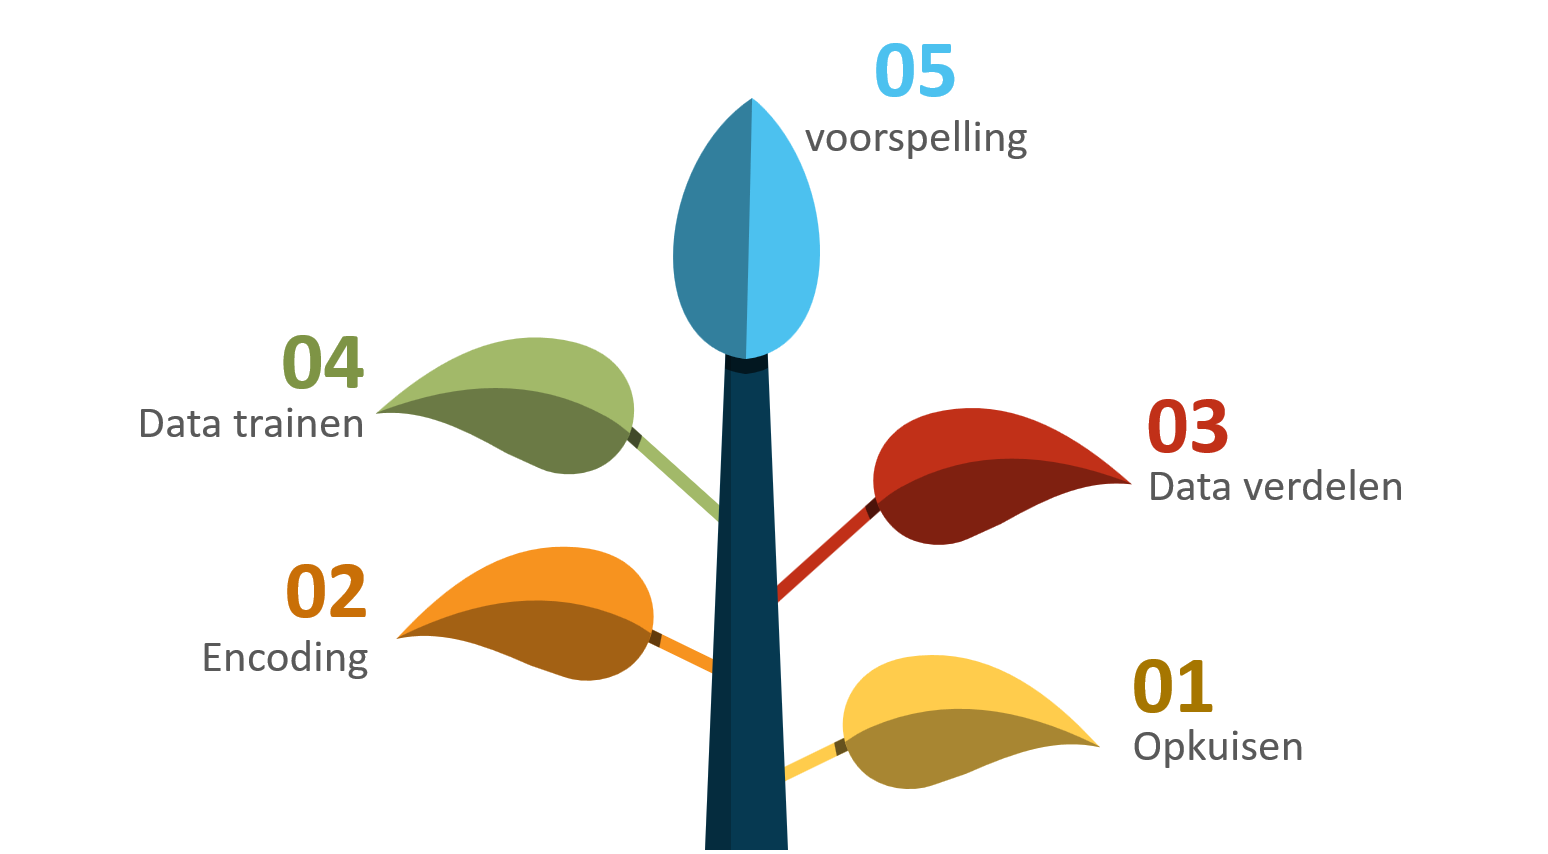 05
voorspelling
04
Data trainen
03
Data verdelen
02
Encoding
01
Opkuisen